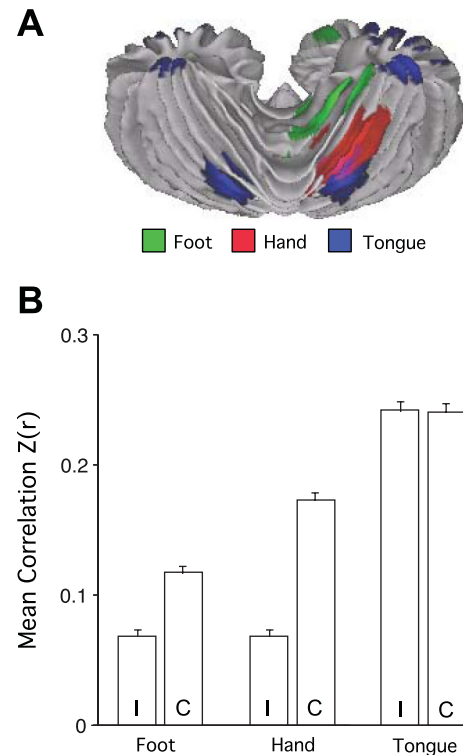 A
Foot Hand Tongue
B
Mean Correlation Z(r)
0.3
0.2
0.1
0
I C I C I C
Foot Hand Tongue